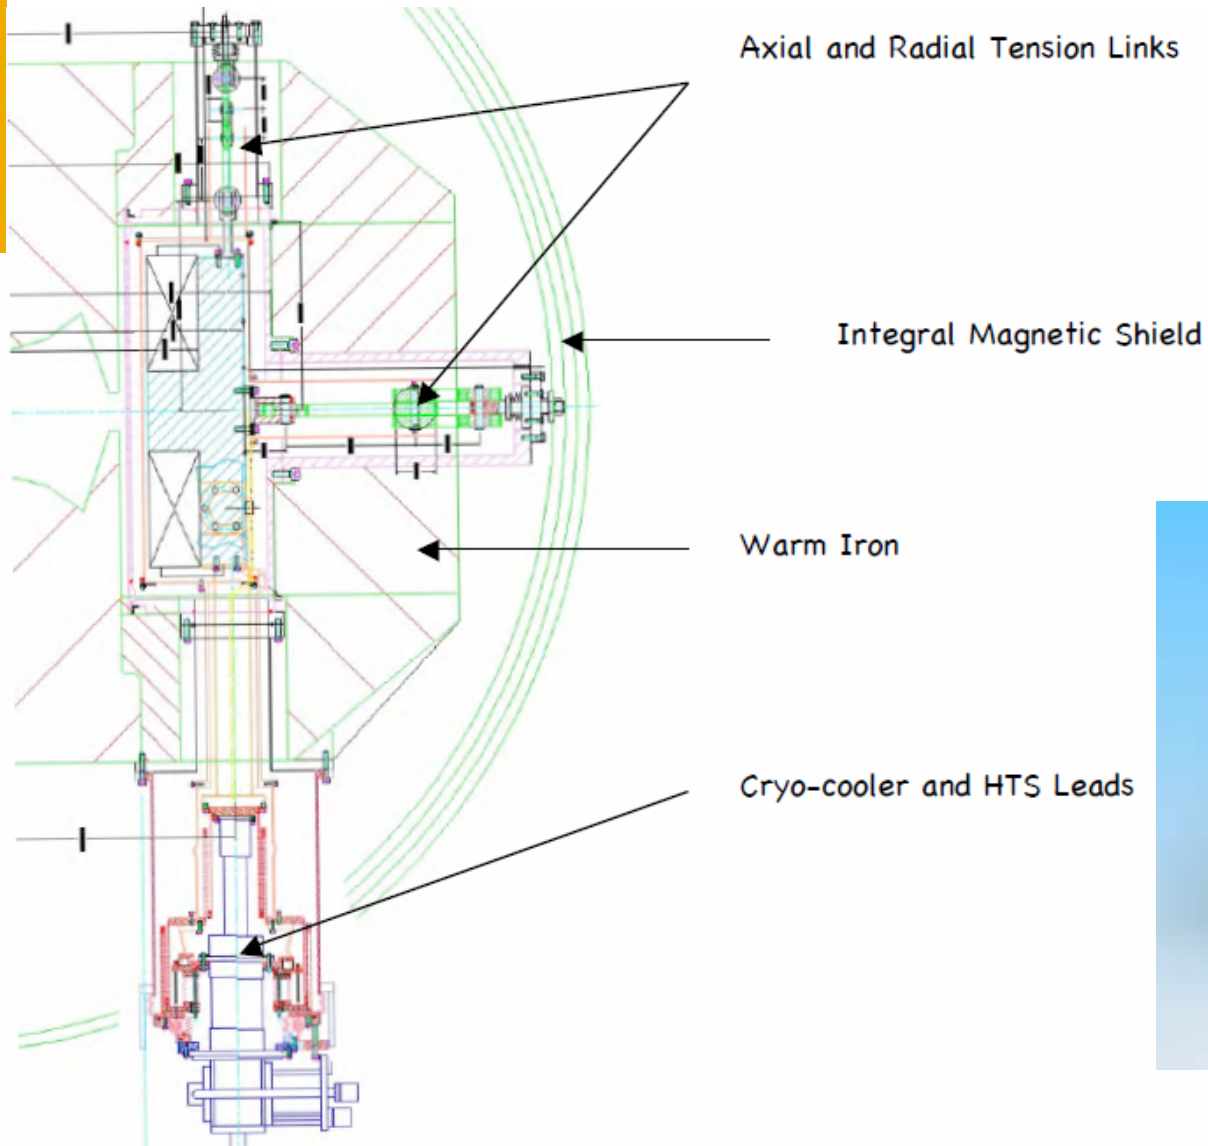 Axial and Radial Tension Links
Integral Magnetic Shield
Warm Iron
Cryo-cooler and HTS Leads